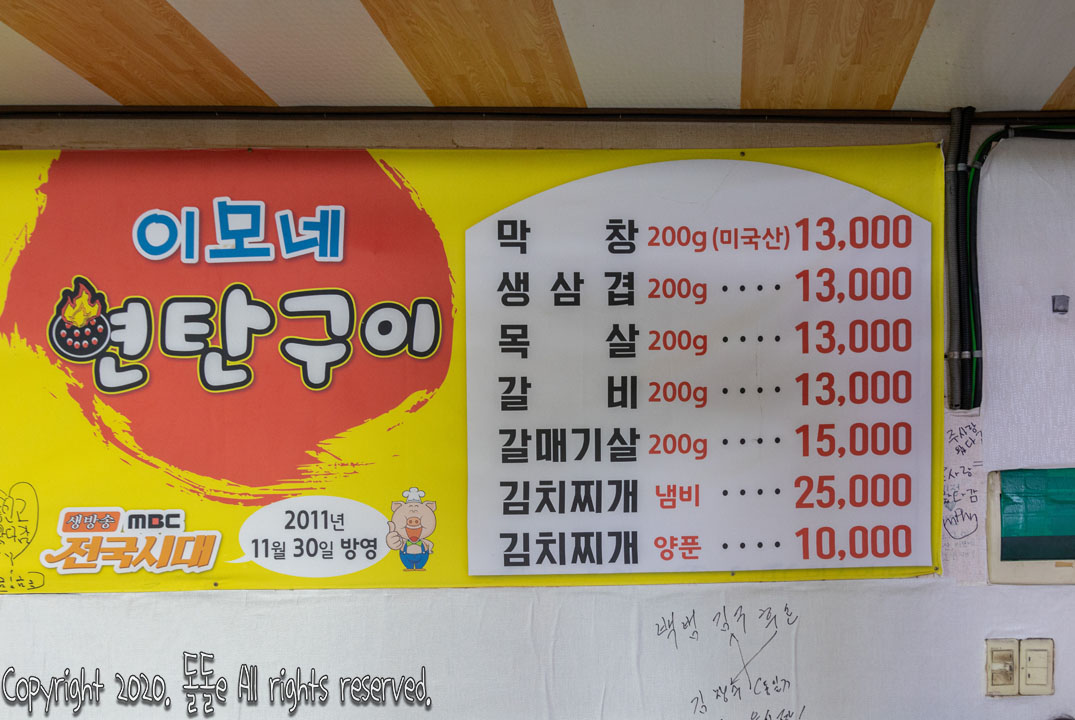 이모네
연탄구이
생방송 MBC
전국시대
2011년
11월 30일 방영
막창 200g (미국산) 13,000
생삼겹 200g ···· 13,000
목살 200g ···· 13,000
갈비 200g ···· 13,000
갈매기살 200g ···· 15,000
김치찌개 냄비 ···· 25,000
김치찌개 양푼 ···· 10,000
백범 김구
Copyright 2020. 돌돌e All rights reserved.